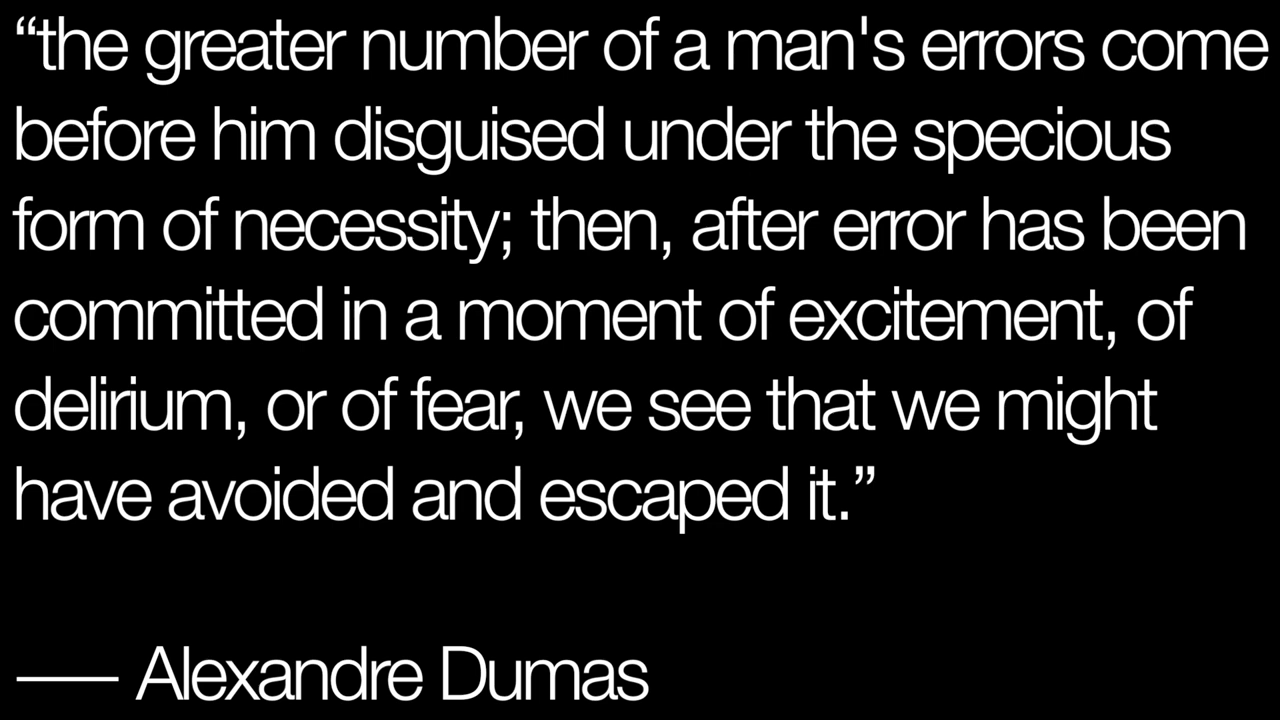 “the greater number of a man's errors come
before him disguised under the specious
form of necessity; then, after error has been
committed in a moment of excitement, of
delirium, or of fear, we see that we might
have avoided and escaped it.”
—– Alexandre Dumas